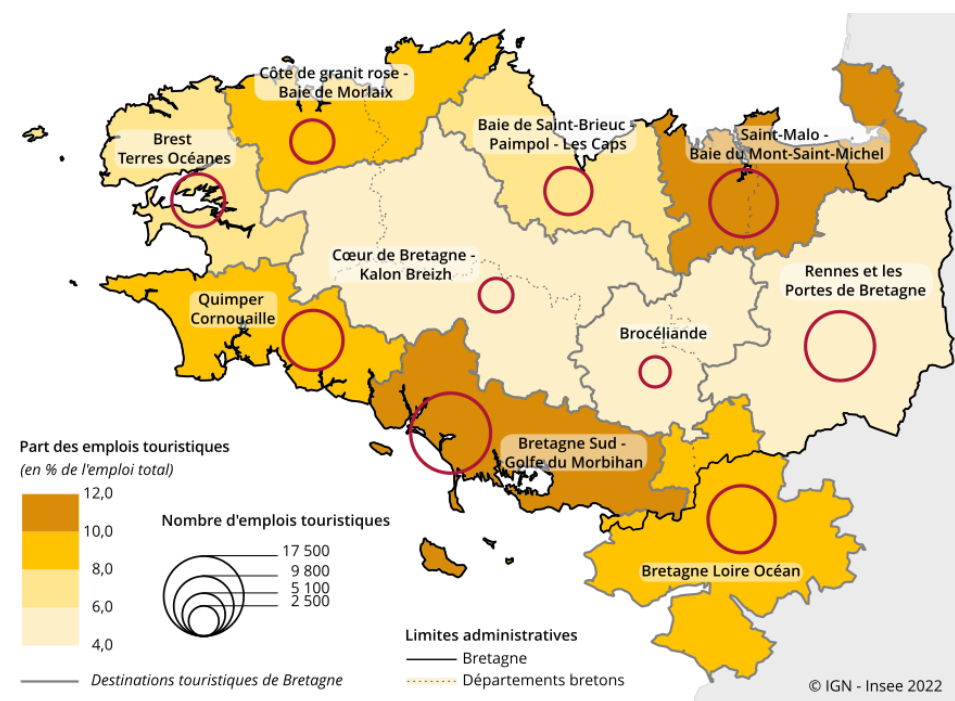 Côte de granit rose -
Baie de Morlaix
Baie de Saint-Brieuc -
Paimpol - Les Caps
Saint-Malo -
Baie du Mont-Saint-Michel
Brest
Terres Océanes
Cœur de Bretagne -
Kalon Breizh
Rennes et les
Portes de Bretagne
Quimper
Cornouaille
Brocéliande
Bretagne Sud -
Golfe du Morbihan
Bretagne Loire Océan
Part des emplois touristiques
(en % de l'emploi total)
12,0
10,0
8,0
6,0
4,0
Nombre d'emplois touristiques
17 500
9 800
5 100
2 500
Destinations touristiques de Bretagne
Limites administratives
Bretagne
Départements bretons
© IGN - Insee 2022